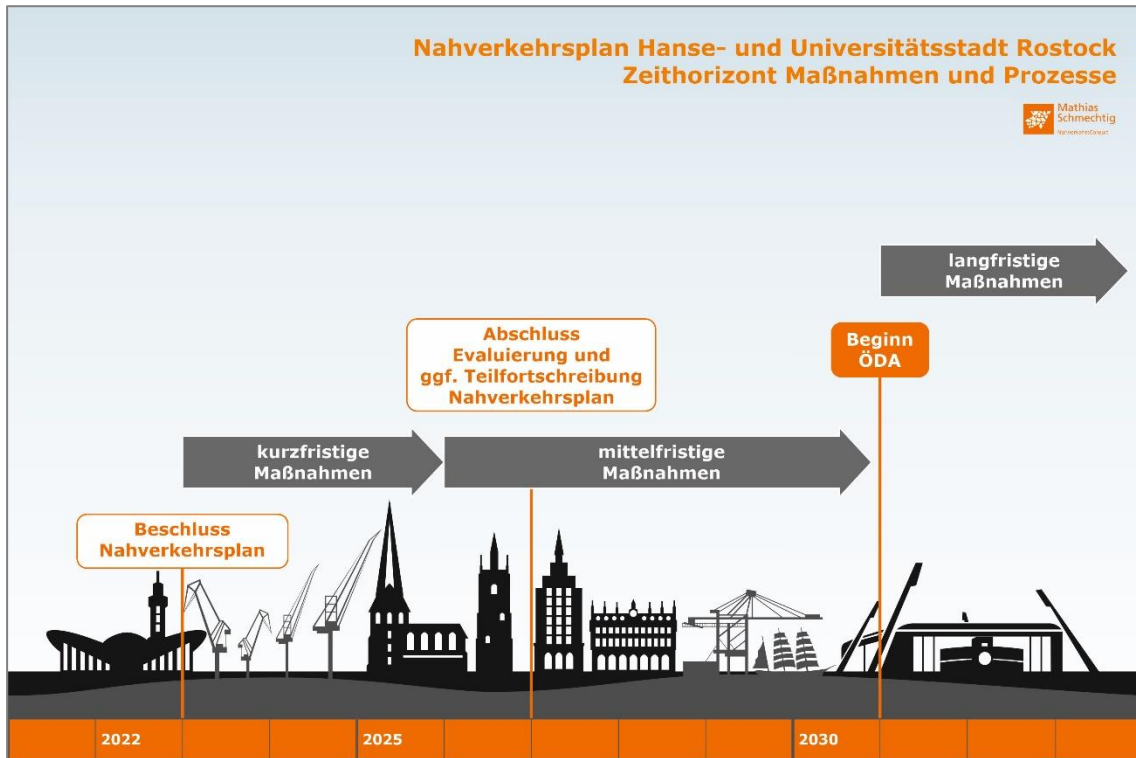 Nahverkehrsplan Hanse- und Universitätsstadt Rostock
Zeithorizont Maßnahmen und Prozesse
Mathias
Schmechtig
NahverkehrsConsult
langfristige
Maßnahmen
Abschluss
Evaluierung und
ggf. Teilfortschreibung
Nahverkehrsplan
Beginn
ÖDA
kurzfristige
Maßnahmen
mittelfristige
Maßnahmen
Beschluss
Nahverkehrsplan
2022
2025
2030